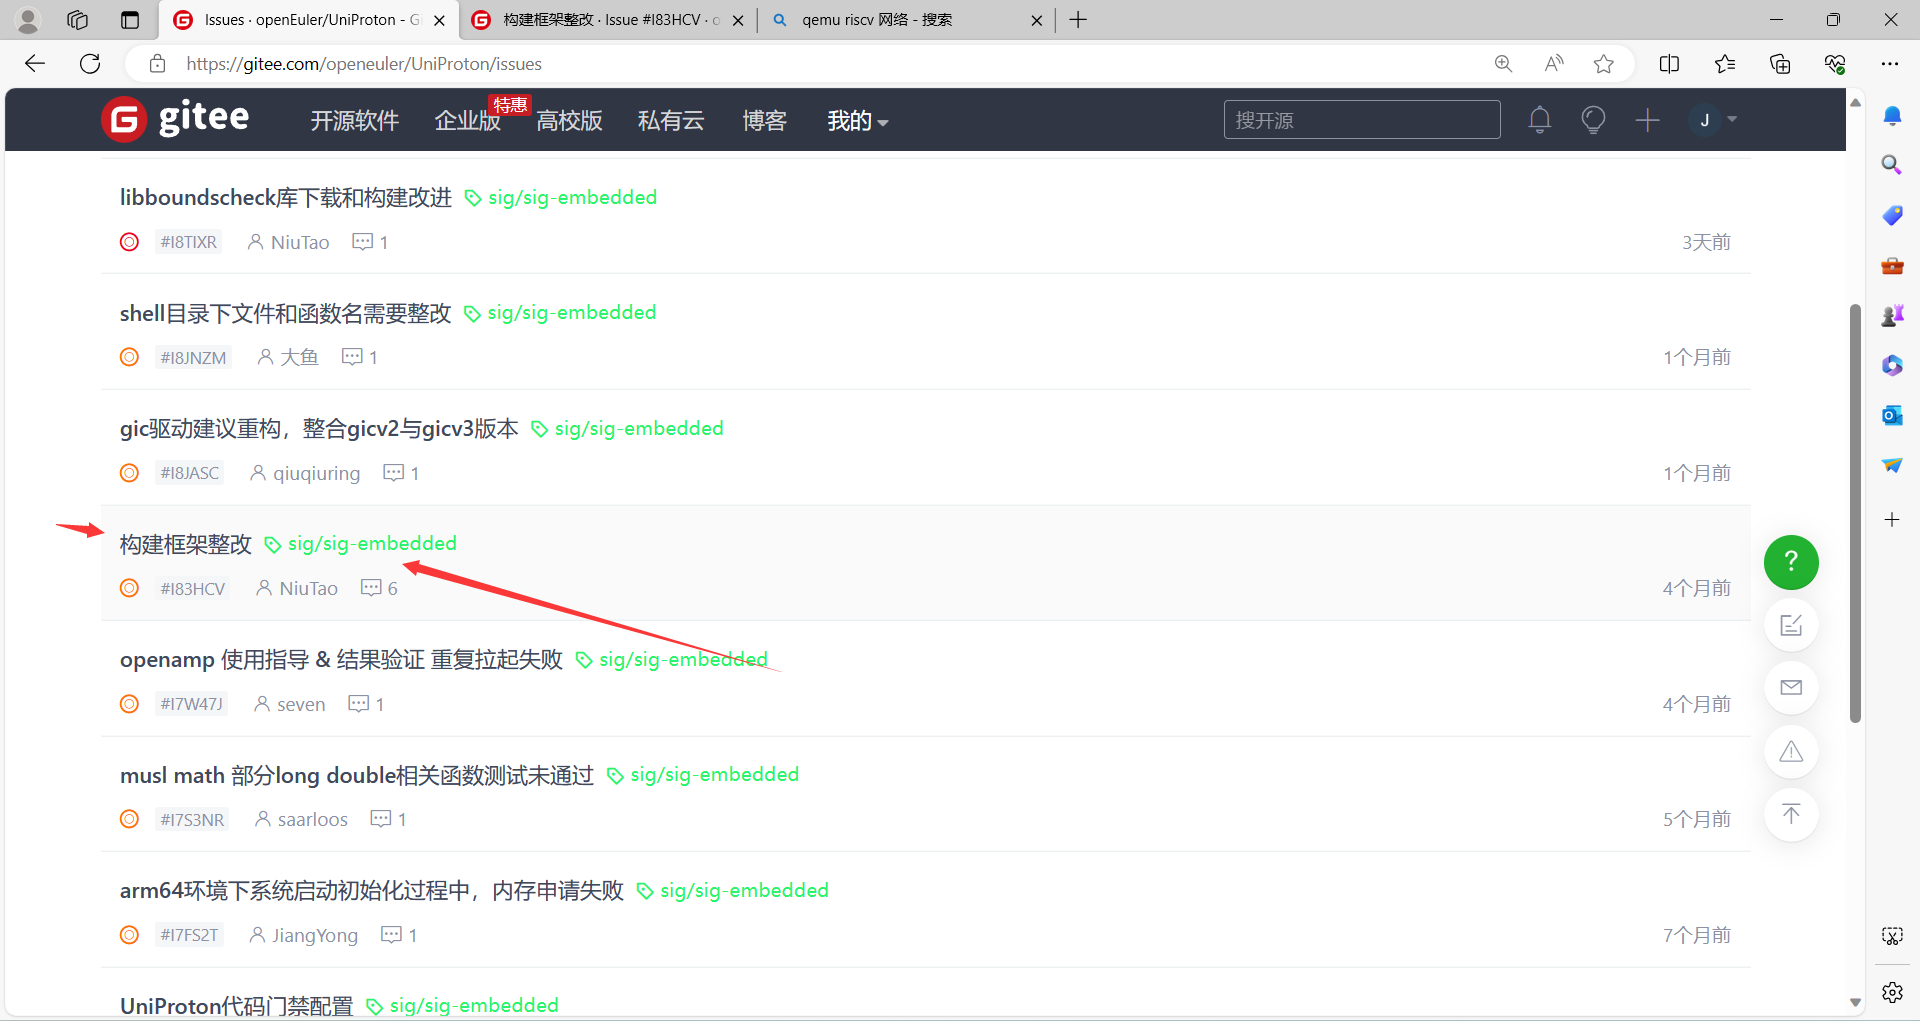 Issues · openEuler/UniProton - G
构建框架整改 · Issue #I83HCV ·
qemu riscv 网络 - 搜索
https://gitee.com/openeuler/UniProton/issues
gitee
开源软件
企业版
特惠
高校版
私有云
博客
我的
搜开源
J
libboundscheck库下载和构建改进 sig/sig-embedded
#I8TIXR NiuTao 1 3天前
shell目录下文件和函数名需要整改 sig/sig-embedded
#I8JNZM 大鱼 1 1个月前
gic驱动建议重构，整合gicv2与gicv3版本 sig/sig-embedded
#I8JASC qiuqiuring 1 1个月前
构建框架整改 sig/sig-embedded
#I83HCV NiuTao 6 4个月前
openamp 使用指导 & 结果验证 重复拉起失败 sig/sig-embedded
#I7W47J seven 1 4个月前
musl math 部分long double相关函数测试未通过 sig/sig-embedded
#I7S3NR saarloos 1 5个月前
arm64环境下系统启动初始化过程中，内存申请失败 sig/sig-embedded
#I7FS2T JiangYong 1 7个月前
UniProton代码门禁配置 sig/sig-embedded